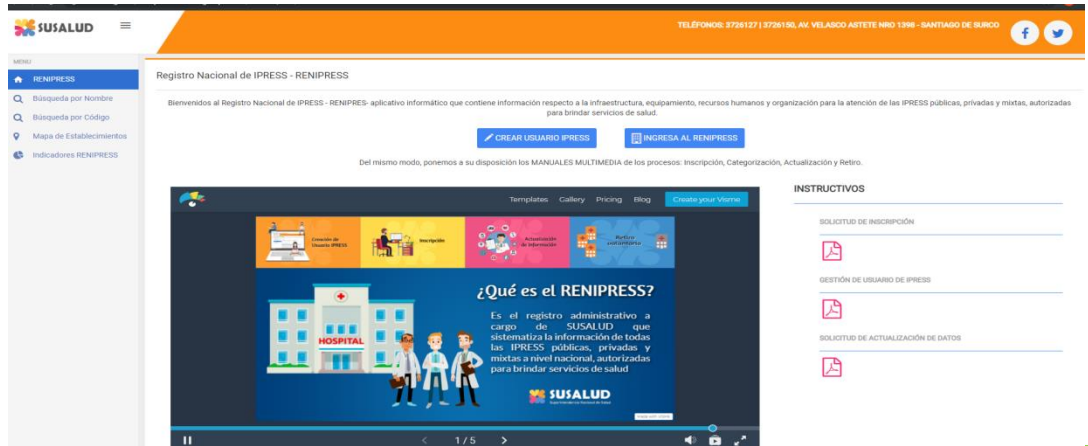 SUSALUD
TELÉFONOS: 3726127 | 3726150, AV. VELASCO ASTETE NRO 1398 - SANTIAGO DE SURCO
MENU
RENIPRESS
Búsqueda por Nombre
Búsqueda por Código
Mapa de Establecimientos
Indicadores RENIPRESS
Registro Nacional de IPRESS - RENIPRESS
Bienvenidos al Registro Nacional de IPRESS - RENIPRES- aplicativo informático que contiene información respecto a la infraestructura, equipamiento, recursos humanos y organización para la atención de las IPRESS públicas, privadas y mixtas, autorizadas
para brindar servicios de salud.
CREAR USUARIO IPRESS
INGRESA AL RENIPRESS
Del mismo modo, ponemos a su disposición los MANUALES MULTIMEDIA de los procesos: Inscripción, Categorización, Actualización y Retiro.
Templates Gallery Pricing Blog Create your Visme
Creación de
Usuario IPRESS
Inscripción
Actualización
de Información
Retiro
voluntario
¿Qué es el RENIPRESS?
Es el registro administrativo a
cargo de SUSALUD que
sistematiza la información de todas
las IPRESS públicas, privadas y
mixtas a nivel nacional, autorizadas
para brindar servicios de salud
HOSPITAL
SUSALUD
made with visme
1 / 5
INSTRUCTIVOS
SOLICITUD DE INSCRIPCIÓN
GESTIÓN DE USUARIO DE IPRESS
SOLICITUD DE ACTUALIZACIÓN DE DATOS